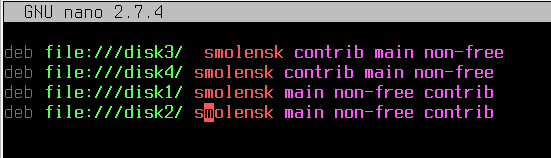 GNU nano 2.7.4
deb file:///disk3/  smolensk contrib main non-free
deb file:///disk4/ smolensk contrib main non-free
deb file:///disk1/ smolensk main non-free contrib
deb file:///disk2/ smolensk main non-free contrib